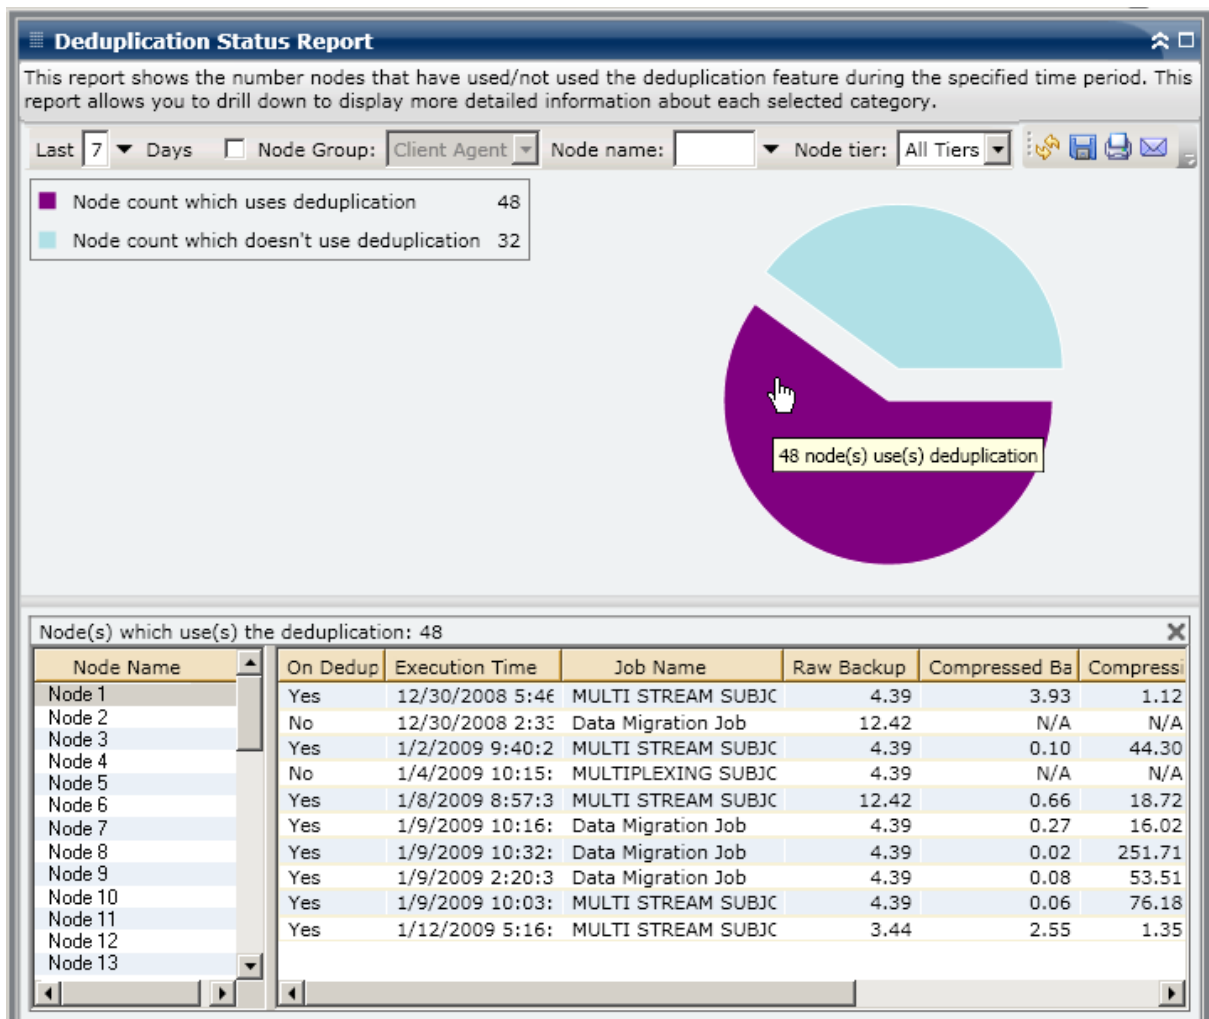 Deduplication Status Report
This report shows the number nodes that have used/not used the deduplication feature during the specified time period. This
report allows you to drill down to display more detailed information about each selected category.
Last 7 Days Node Group: Client Agent Node name: Node tier: All Tiers
Node count which uses deduplication 48
Node count which doesn't use deduplication 32
48 node(s) use(s) deduplication
Node(s) which use(s) the deduplication: 48
Node Name
Node 1
Node 2
Node 3
Node 4
Node 5
Node 6
Node 7
Node 8
Node 9
Node 10
Node 11
Node 12
Node 13
On Dedup Execution Time Job Name Raw Backup Compressed Ba Compressi
Yes 12/30/2008 5:46 MULTI STREAM SUBJC 4.39 3.93 1.12
No 12/30/2008 2:33 Data Migration Job 12.42 N/A N/A
Yes 1/2/2009 9:40:2 MULTI STREAM SUBJC 4.39 0.10 44.30
No 1/4/2009 10:15: MULTIPLEXING SUBJC 4.39 N/A N/A
Yes 1/8/2009 8:57:3 MULTI STREAM SUBJC 12.42 0.66 18.72
Yes 1/9/2009 10:16: Data Migration Job 4.39 0.27 16.02
Yes 1/9/2009 10:32: Data Migration Job 4.39 0.02 251.71
Yes 1/9/2009 2:20:3 Data Migration Job 4.39 0.08 53.51
Yes 1/9/2009 10:03: MULTI STREAM SUBJC 4.39 0.06 76.18
Yes 1/12/2009 5:16: MULTI STREAM SUBJC 3.44 2.55 1.35